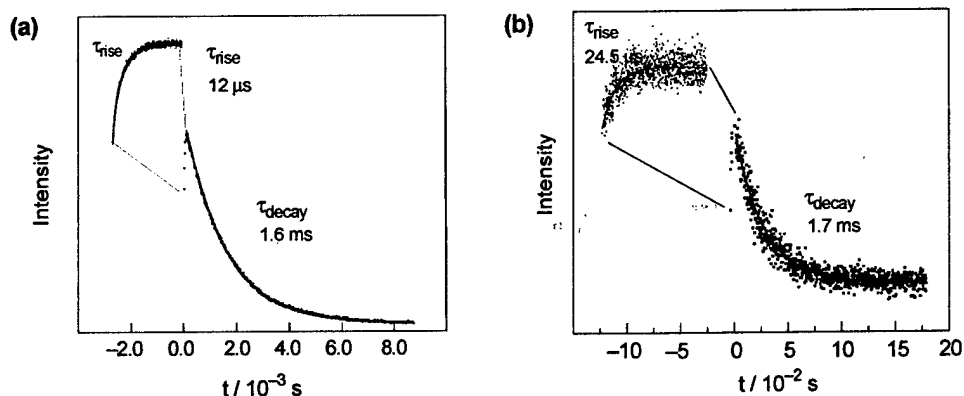 (a)
τrise
τrise
12 μs
τdecay
1.6 ms
Intensity
−2.0 0.0 2.0 4.0 6.0 8.0
t / 10⁻³ s
(b)
τrise
24.5 μs
τdecay
1.7 ms
Intensity
−10 −5 0 5 10 15 20
t / 10⁻² s